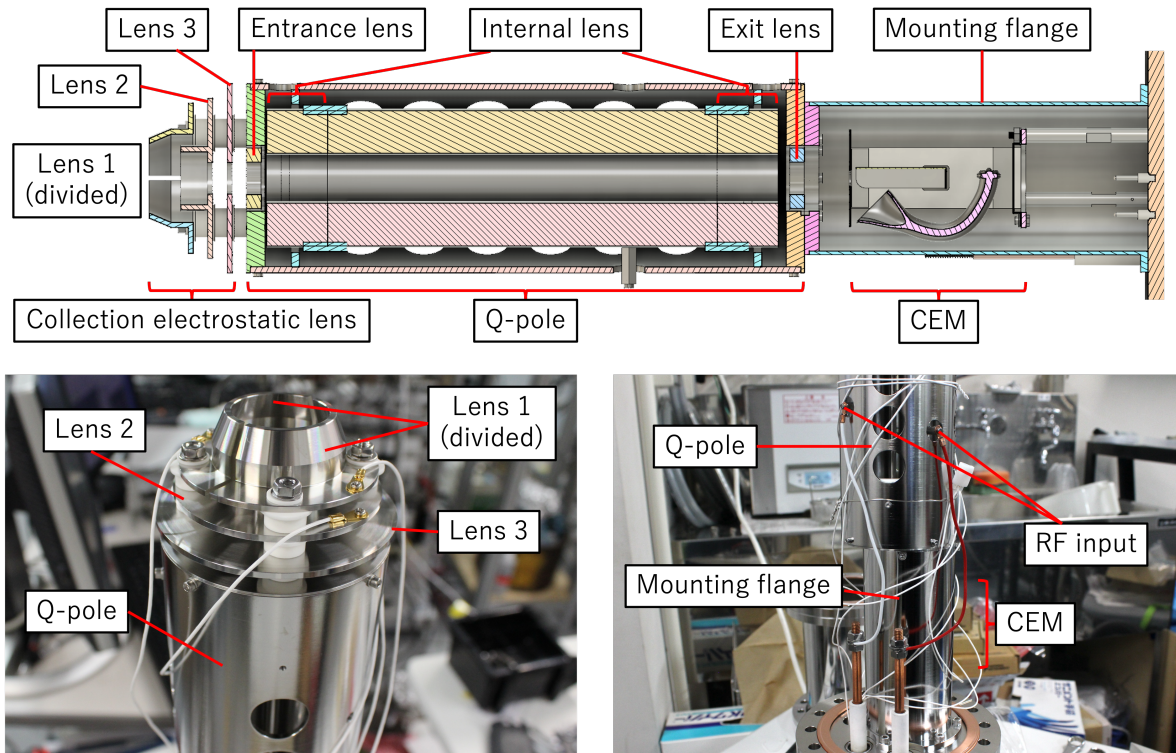 Lens 3
Entrance lens
Internal lens
Exit lens
Mounting flange
Lens 2
Lens 1
(divided)
Collection electrostatic lens
Q-pole
CEM
Lens 1
(divided)
Lens 2
Lens 3
Q-pole
Q-pole
RF input
Mounting flange
CEM